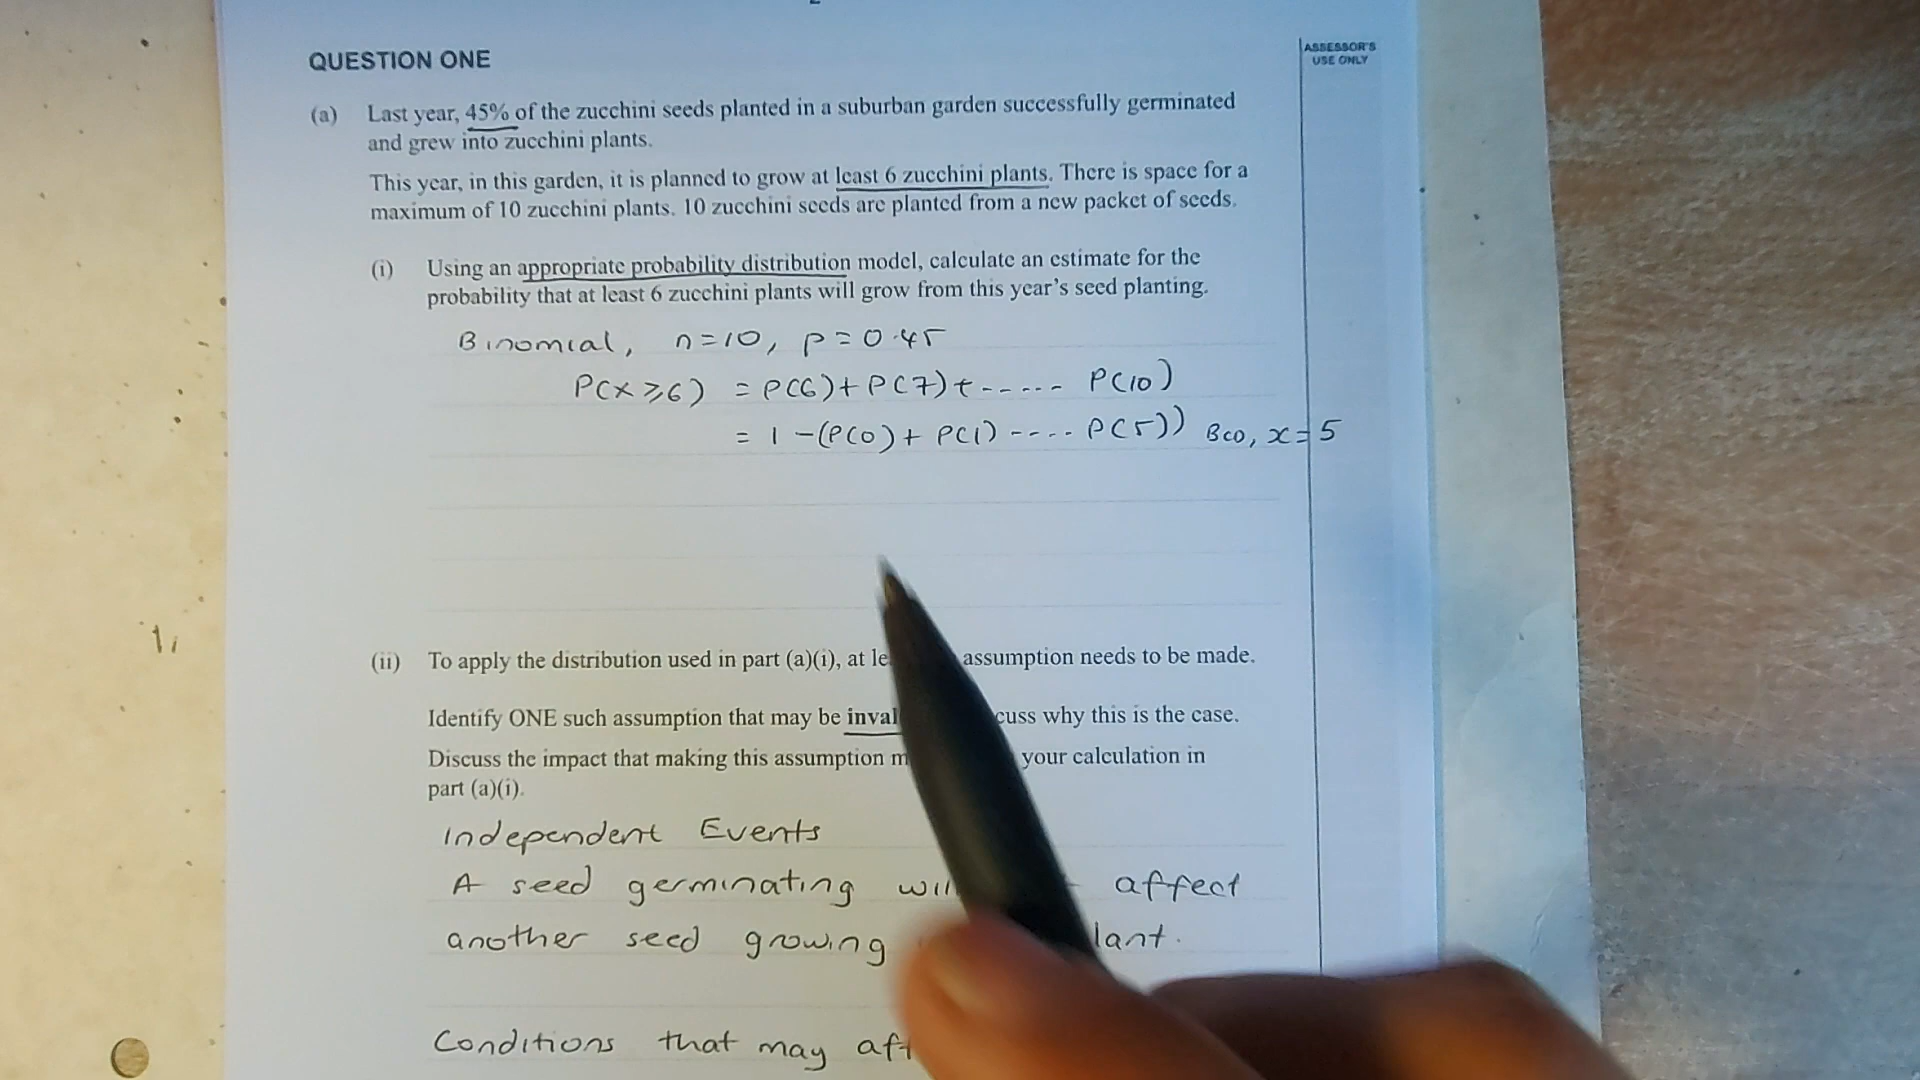 QUESTION ONE
ASSESSOR'S
USE ONLY
(a) Last year, 45% of the zucchini seeds planted in a suburban garden successfully germinated
and grew into zucchini plants.
This year, in this garden, it is planned to grow at least 6 zucchini plants. There is space for a
maximum of 10 zucchini plants. 10 zucchini seeds are planted from a new packet of seeds.
(i) Using an appropriate probability distribution model, calculate an estimate for the
probability that at least 6 zucchini plants will grow from this year's seed planting.
Binomial, n=10, p=0.45
P(x≥6) = P(6)+P(7)+----- P(10)
= 1-(P(0)+P(1)---- P(5)) BCD, x=5
(ii) To apply the distribution used in part (a)(i), at assumption needs to be made.
Identify ONE such assumption that may be why this is the case.
Discuss the impact that making this assumption your calculation in
part (a)(i).
Independent Events
A seed germinating affect
another seed growing
Conditions that may